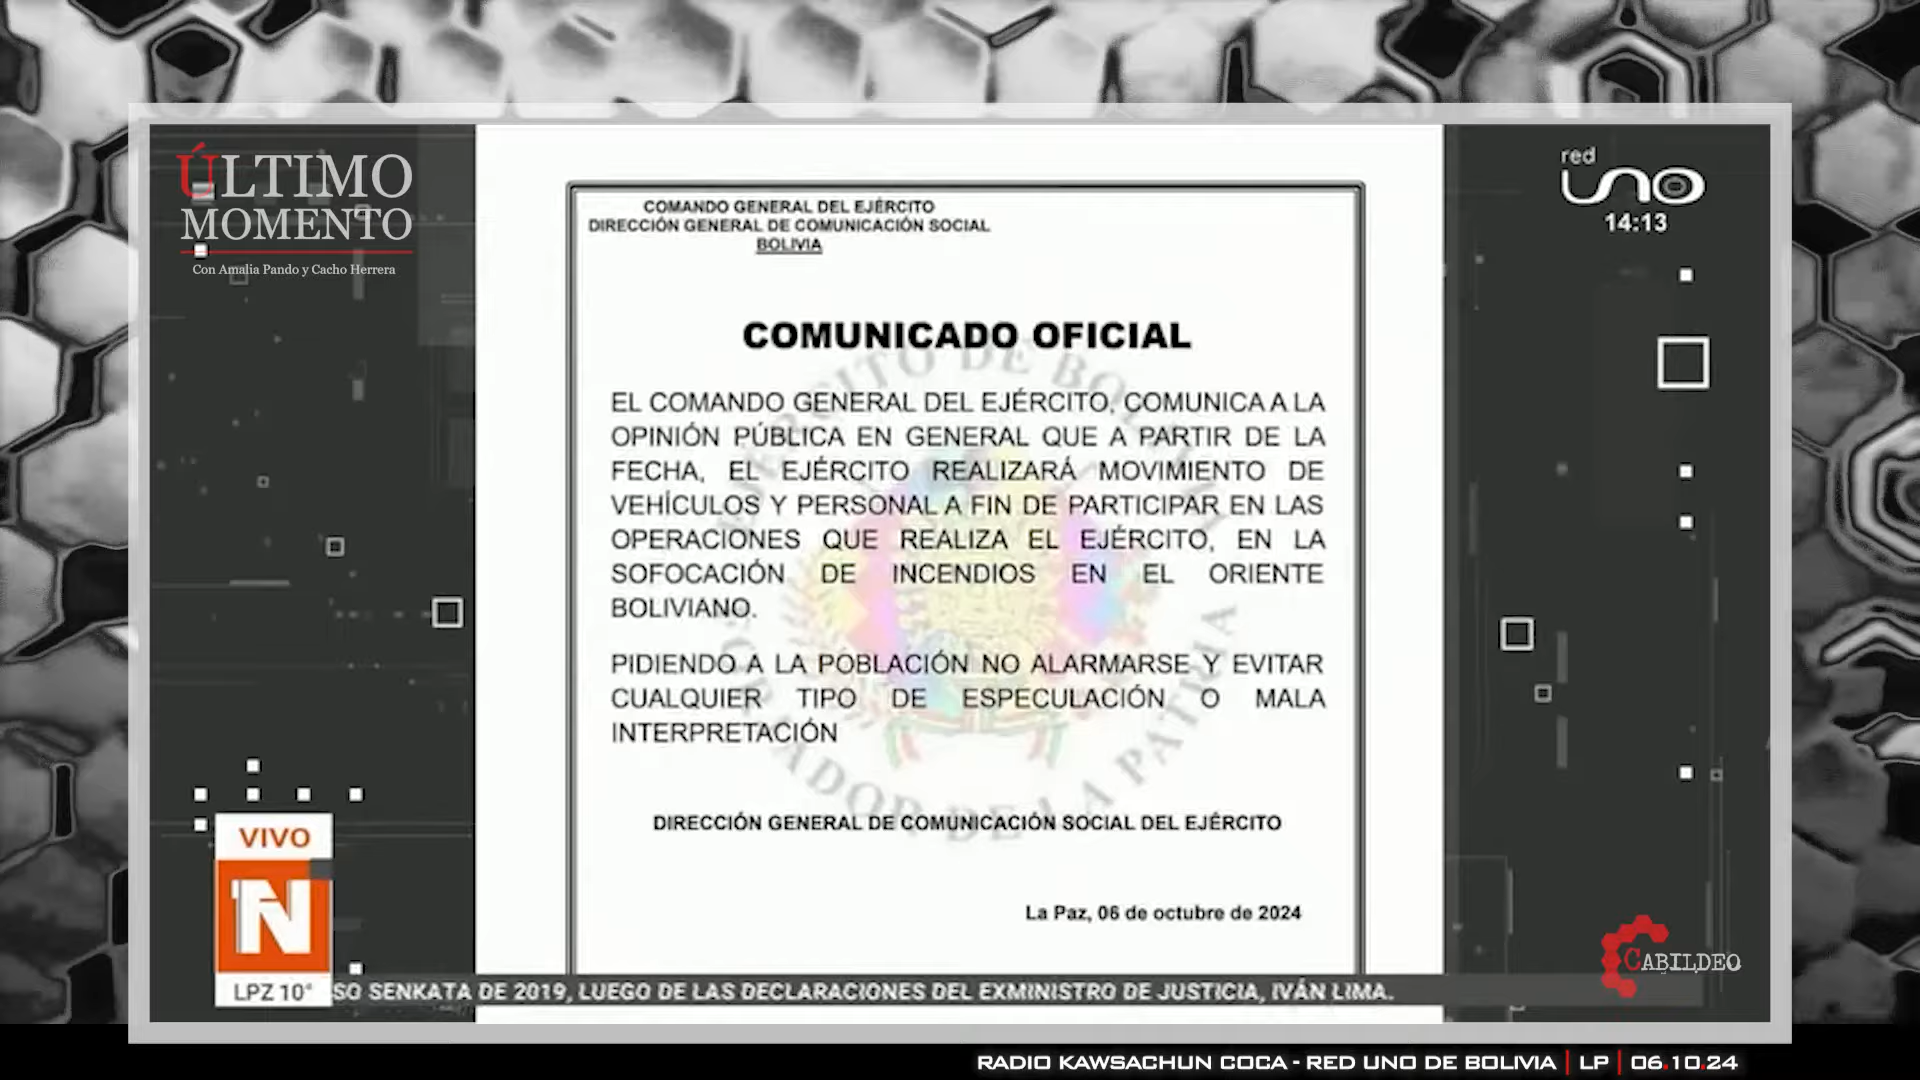 ÚLTIMO
MOMENTO
Con Amalia Pando y Cacho Herrera
red
uno
14:13
COMANDO GENERAL DEL EJÉRCITO
DIRECCIÓN GENERAL DE COMUNICACIÓN SOCIAL
BOLIVIA
COMUNICADO OFICIAL
EL COMANDO GENERAL DEL EJÉRCITO, COMUNICA A LA
OPINIÓN PÚBLICA EN GENERAL QUE A PARTIR DE LA
FECHA, EL EJÉRCITO REALIZARÁ MOVIMIENTO DE
VEHÍCULOS Y PERSONAL A FIN DE PARTICIPAR EN LAS
OPERACIONES QUE REALIZA EL EJÉRCITO, EN LA
SOFOCACIÓN DE INCENDIOS EN EL ORIENTE
BOLIVIANO.
PIDIENDO A LA POBLACIÓN NO ALARMARSE Y EVITAR
CUALQUIER TIPO DE ESPECULACIÓN O MALA
INTERPRETACIÓN
DIRECCIÓN GENERAL DE COMUNICACIÓN SOCIAL DEL EJÉRCITO
La Paz, 06 de octubre de 2024
EJÉRCITO DE BOLIVIA
DE LA PATRIA
VIVO
N
LPZ 10°
SO SENKATA DE 2019, LUEGO DE LAS DECLARACIONES DEL EXMINISTRO DE JUSTICIA, IVÁN LIMA.
CABILDEO
RADIO KAWSACHUN COCA - RED UNO DE BOLIVIA | LP | 06.10.24